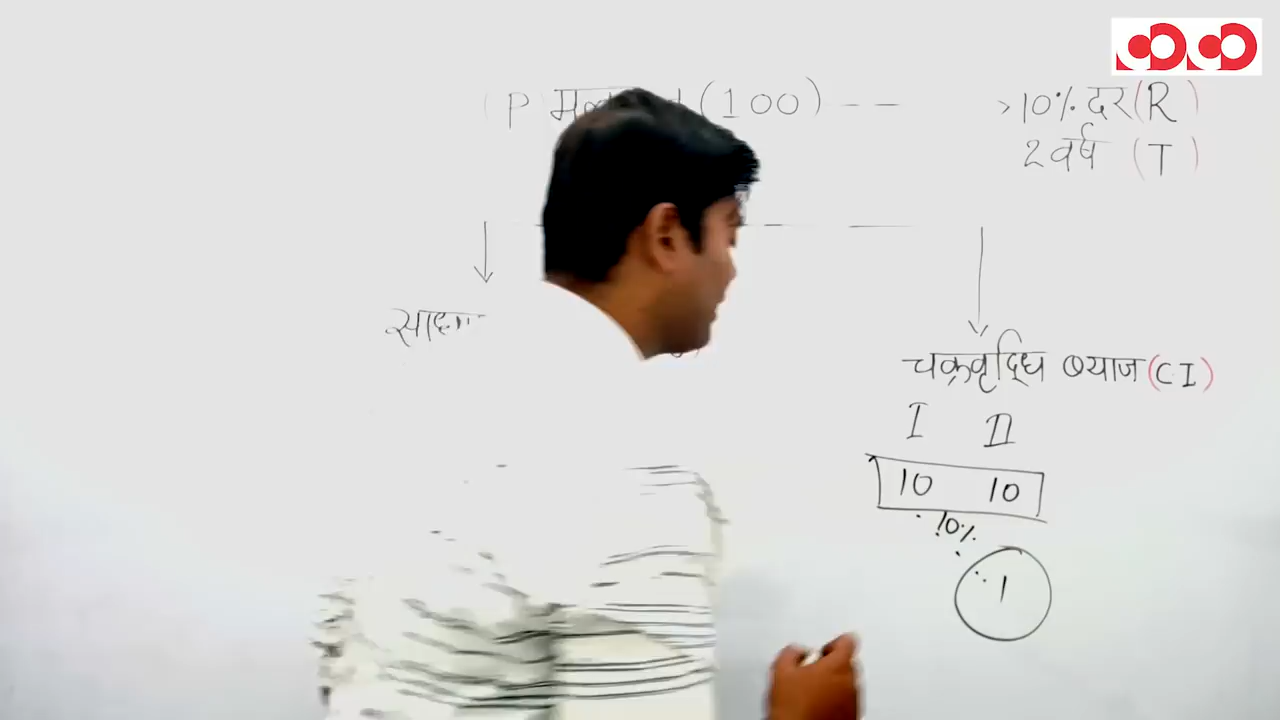 (P) (100) -- > 10% दर (R)
2 वर्ष (T)
चक्रवृद्धि ब्याज (CI)
I II
10 10
10%
1